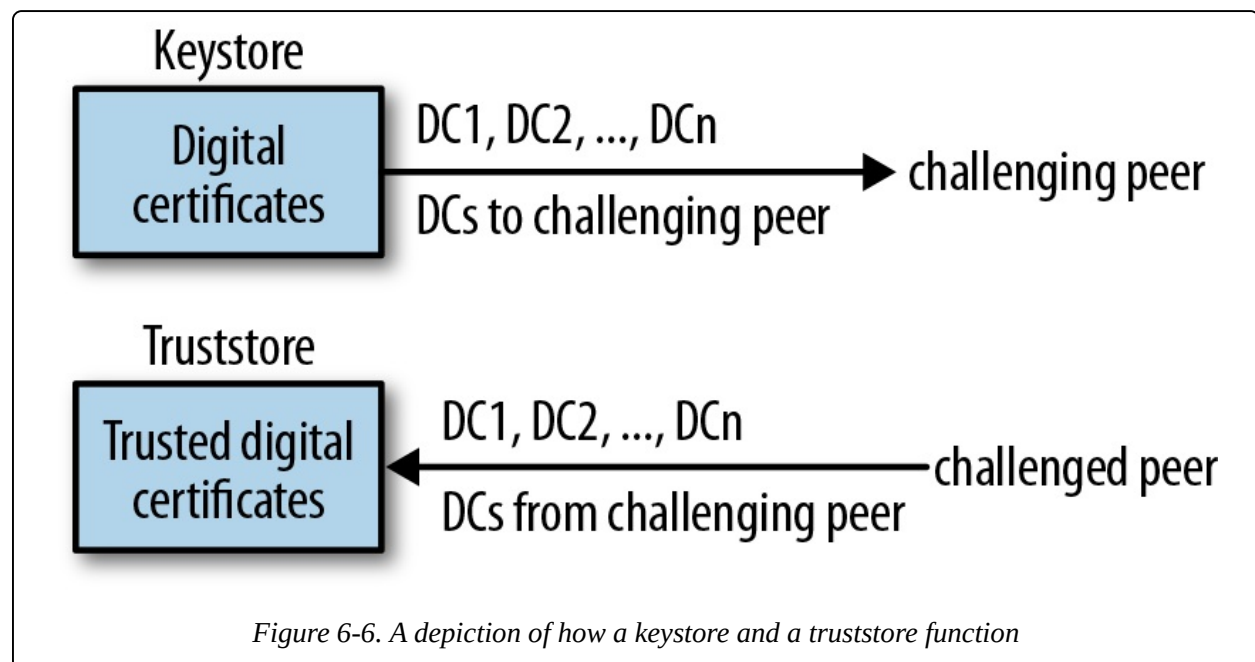 Keystore
Digital
certificates
DC1, DC2, ..., DCn
DCs to challenging peer
challenging peer
Truststore
Trusted digital
certificates
DC1, DC2, ..., DCn
DCs from challenging peer
challenged peer
Figure 6-6. A depiction of how a keystore and a truststore function